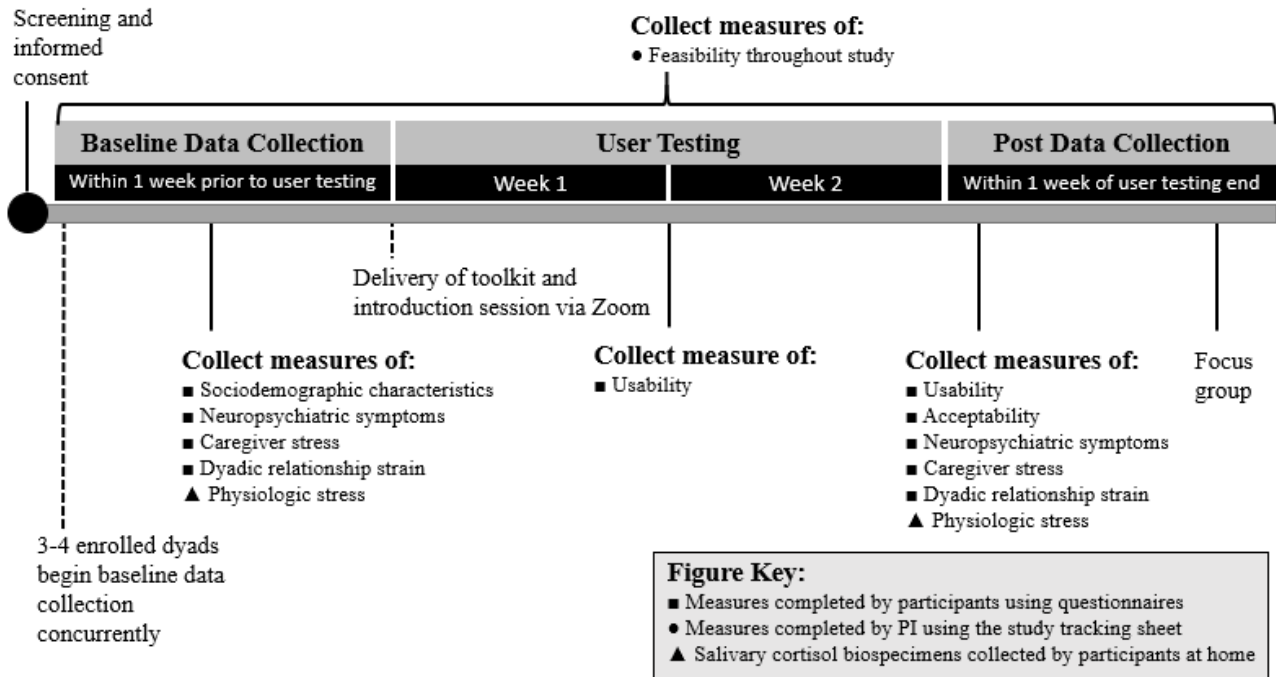 Screening and
informed
consent
Collect measures of:
● Feasibility throughout study
Baseline Data Collection
User Testing
Post Data Collection
Within 1 week prior to user testing
Week 1
Week 2
Within 1 week of user testing end
Delivery of toolkit and
introduction session via Zoom
Collect measures of:
■ Sociodemographic characteristics
■ Neuropsychiatric symptoms
■ Caregiver stress
■ Dyadic relationship strain
▲ Physiologic stress
Collect measure of:
■ Usability
Collect measures of:
■ Usability
■ Acceptability
■ Neuropsychiatric symptoms
■ Caregiver stress
■ Dyadic relationship strain
▲ Physiologic stress
Focus
group
3-4 enrolled dyads
begin baseline data
collection
concurrently
Figure Key:
■ Measures completed by participants using questionnaires
● Measures completed by PI using the study tracking sheet
▲ Salivary cortisol biospecimens collected by participants at home